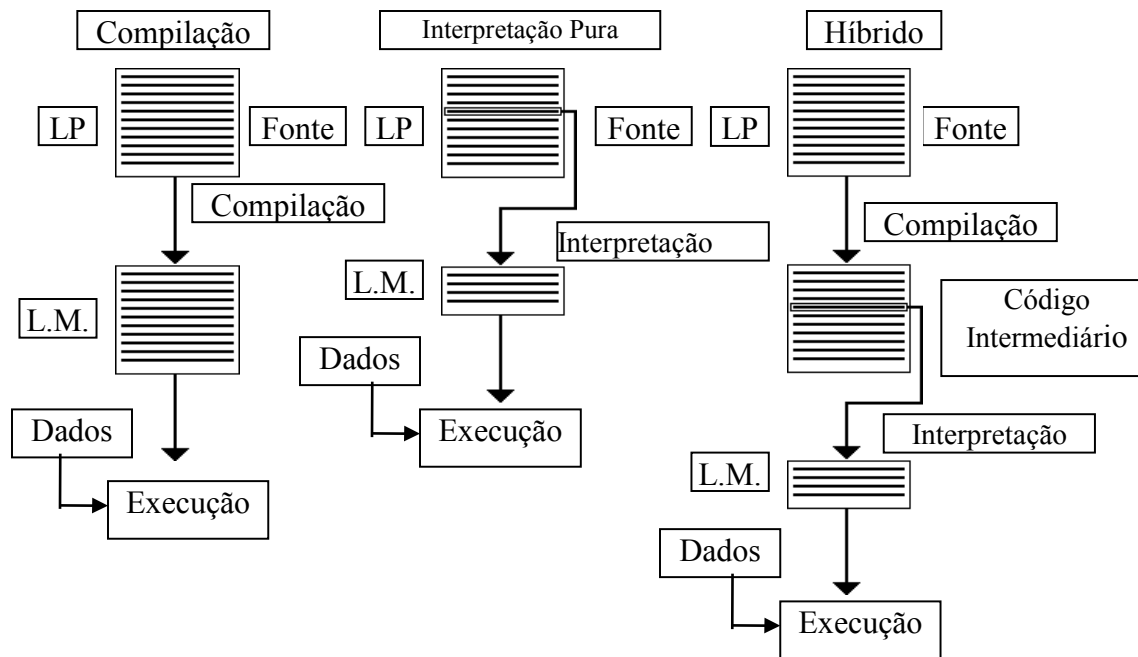 Compilação
LP
Fonte
Compilação
L.M.
Dados
Execução
Interpretação Pura
LP
Fonte
Interpretação
L.M.
Dados
Execução
Híbrido
LP
Fonte
Compilação
Código
Intermediário
Interpretação
L.M.
Dados
Execução